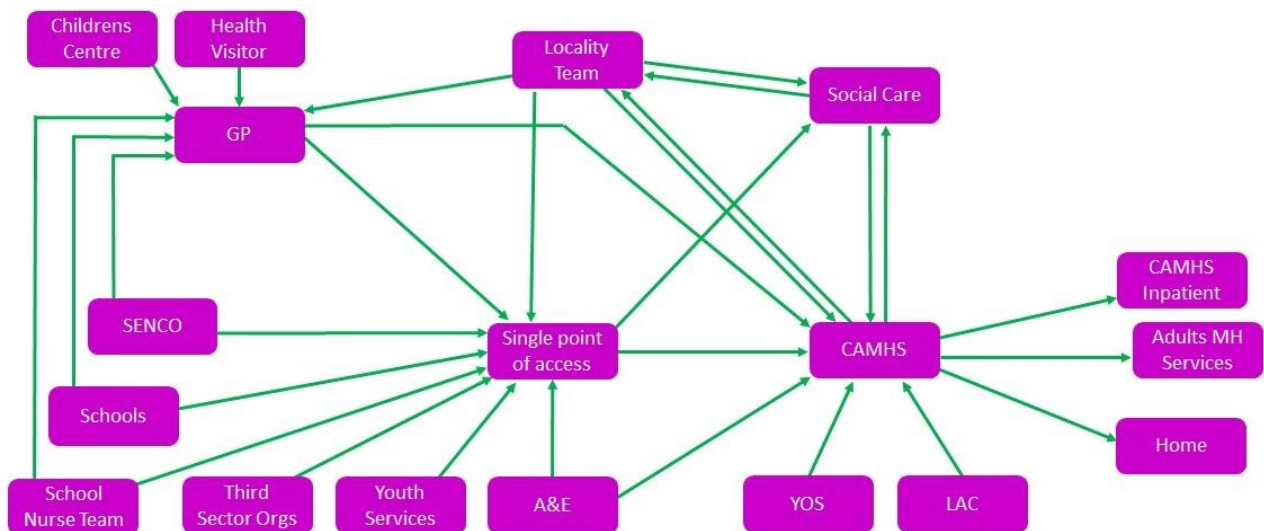 Childrens
Centre
Health
Visitor
Locality
Team
Social Care
GP
CAMHS
Inpatient
SENCO
Single point
of access
CAMHS
Adults MH
Services
Schools
Home
School
Nurse Team
Third
Sector Orgs
Youth
Services
A&E
YOS
LAC